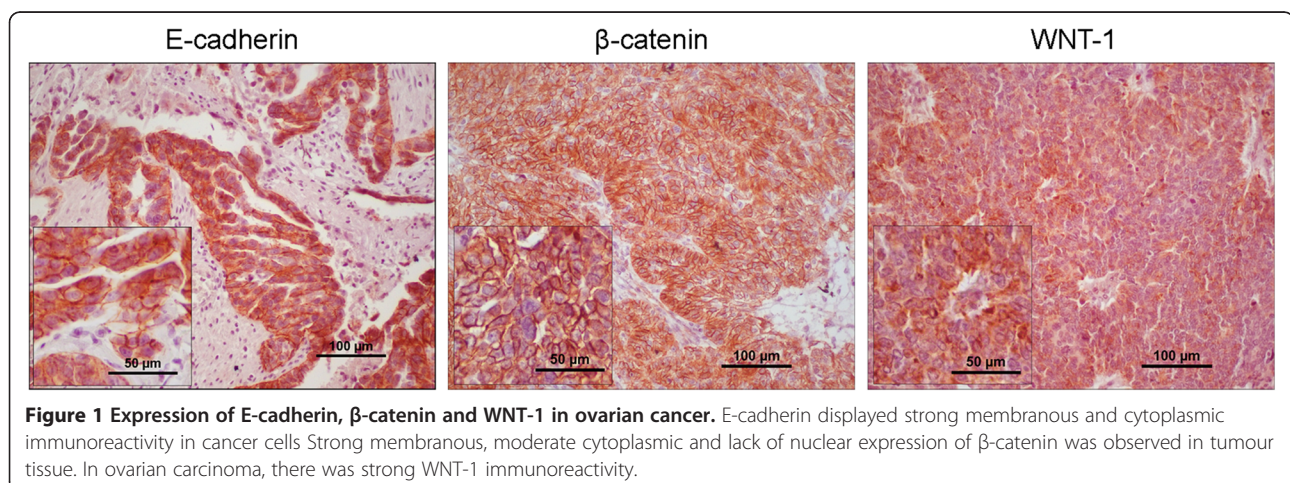 E-cadherin
β-catenin
WNT-1
50 µm
100 µm
50 µm
100 µm
50 µm
100 µm
Figure 1 Expression of E-cadherin, β-catenin and WNT-1 in ovarian cancer. E-cadherin displayed strong membranous and cytoplasmic
immunoreactivity in cancer cells Strong membranous, moderate cytoplasmic and lack of nuclear expression of β-catenin was observed in tumour
tissue. In ovarian carcinoma, there was strong WNT-1 immunoreactivity.